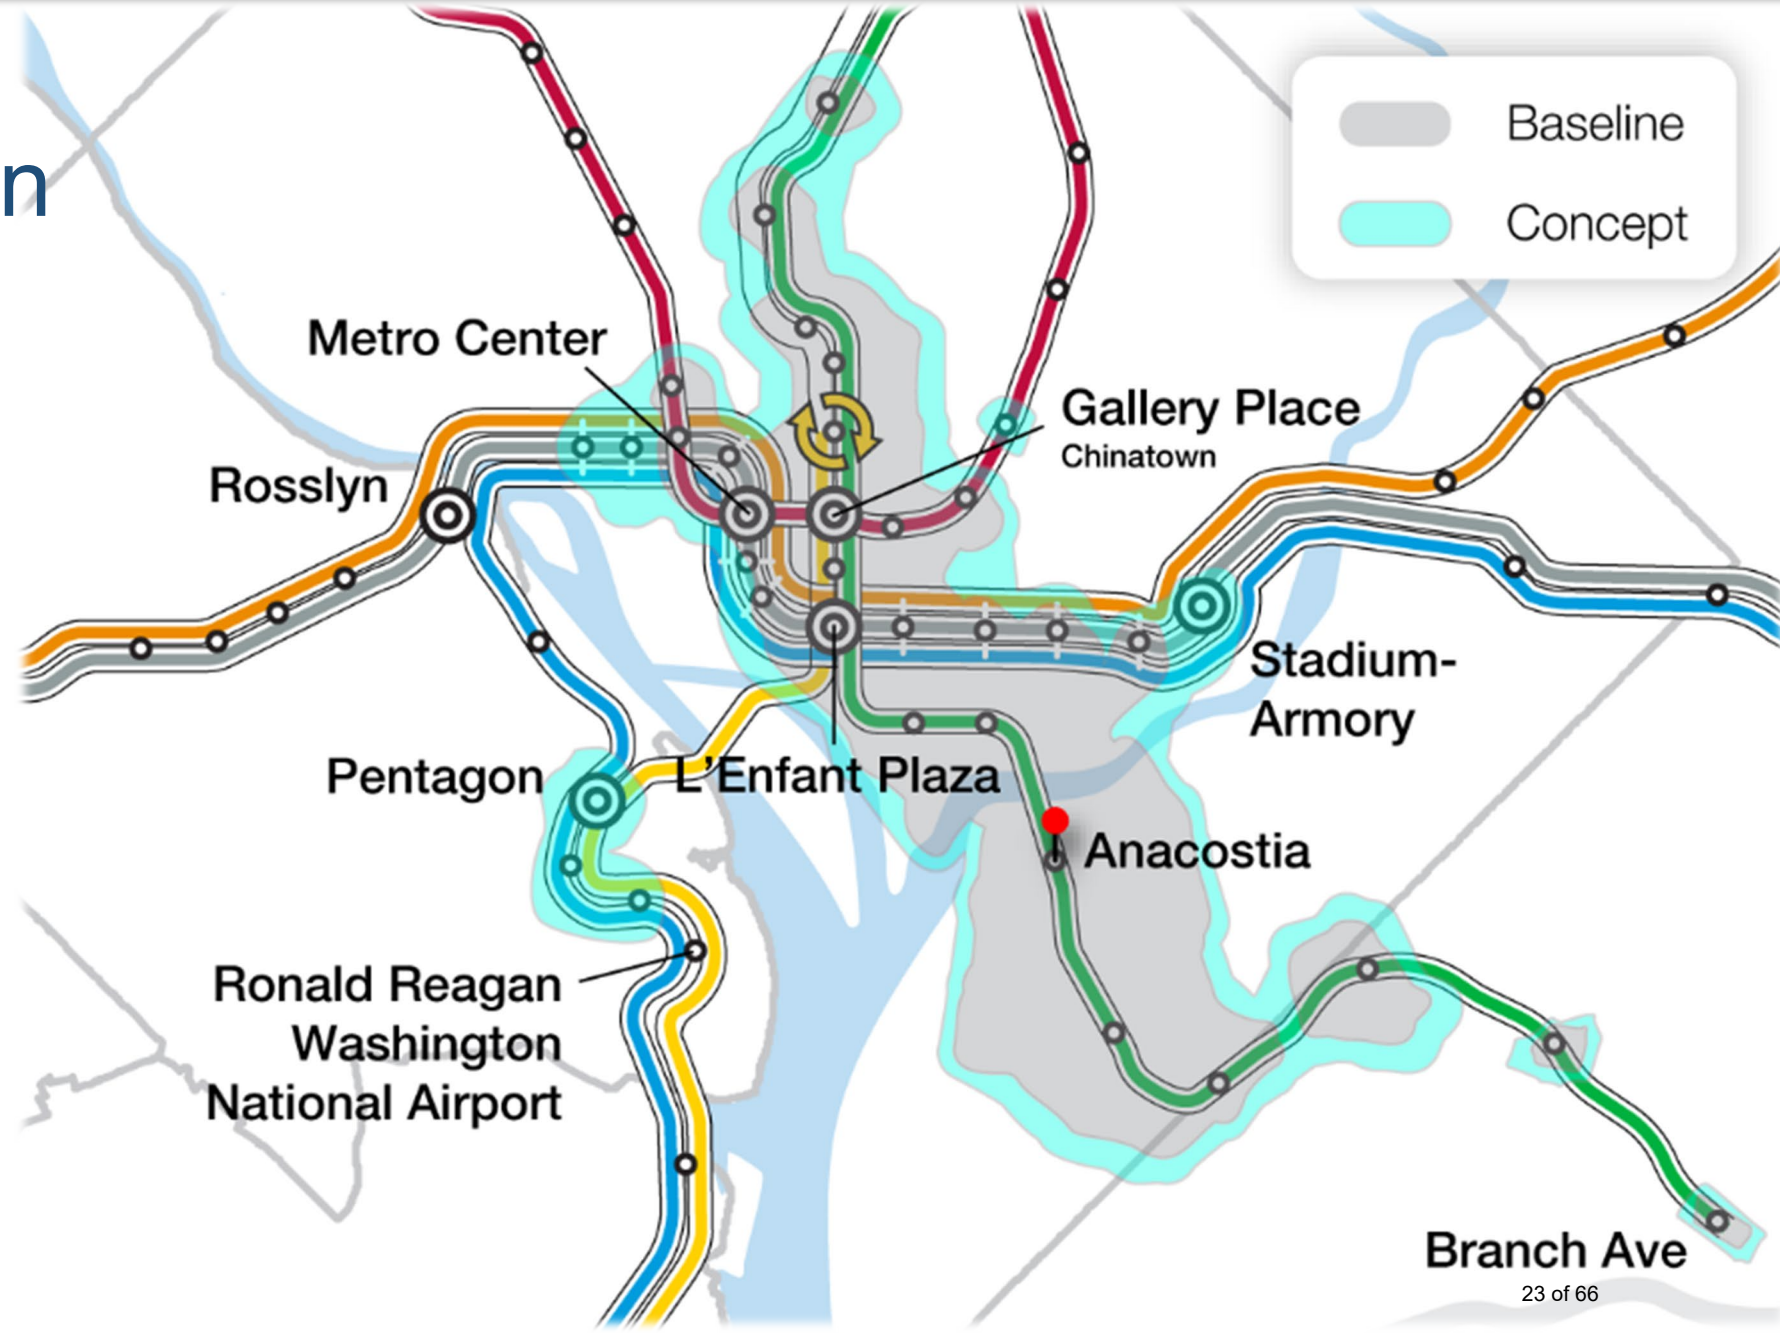 n
Baseline
Concept
Metro Center
Gallery Place
Chinatown
Rosslyn
Stadium-
Armory
Pentagon
L'Enfant Plaza
Anacostia
Ronald Reagan
Washington
National Airport
Branch Ave
23 of 66